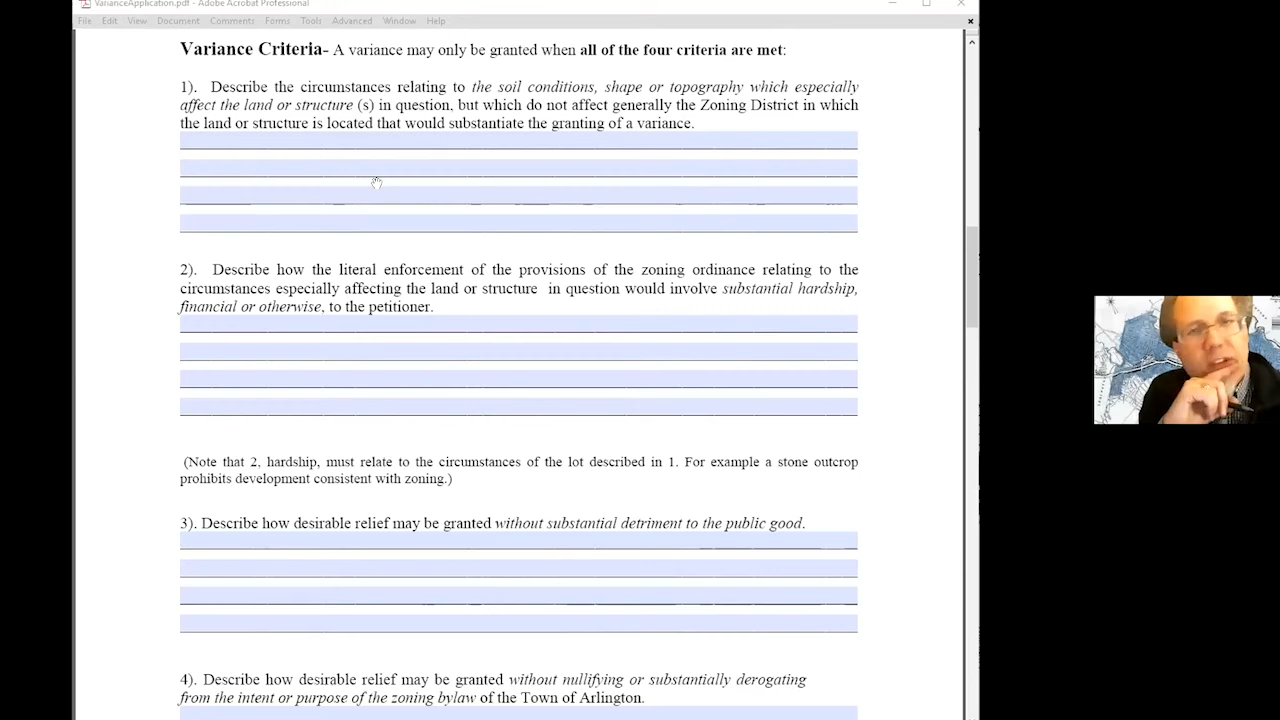 VarianceApplication.pdf - Adobe Acrobat Professional
File Edit View Document Comments Forms Tools Advanced Window Help
Variance Criteria- A variance may only be granted when all of the four criteria are met:
1). Describe the circumstances relating to the soil conditions, shape or topography which especially
affect the land or structure (s) in question, but which do not affect generally the Zoning District in which
the land or structure is located that would substantiate the granting of a variance.
2). Describe how the literal enforcement of the provisions of the zoning ordinance relating to the
circumstances especially affecting the land or structure in question would involve substantial hardship,
financial or otherwise, to the petitioner.
(Note that 2, hardship, must relate to the circumstances of the lot described in 1. For example a stone outcrop
prohibits development consistent with zoning.)
3). Describe how desirable relief may be granted without substantial detriment to the public good.
4). Describe how desirable relief may be granted without nullifying or substantially derogating
from the intent or purpose of the zoning bylaw of the Town of Arlington.